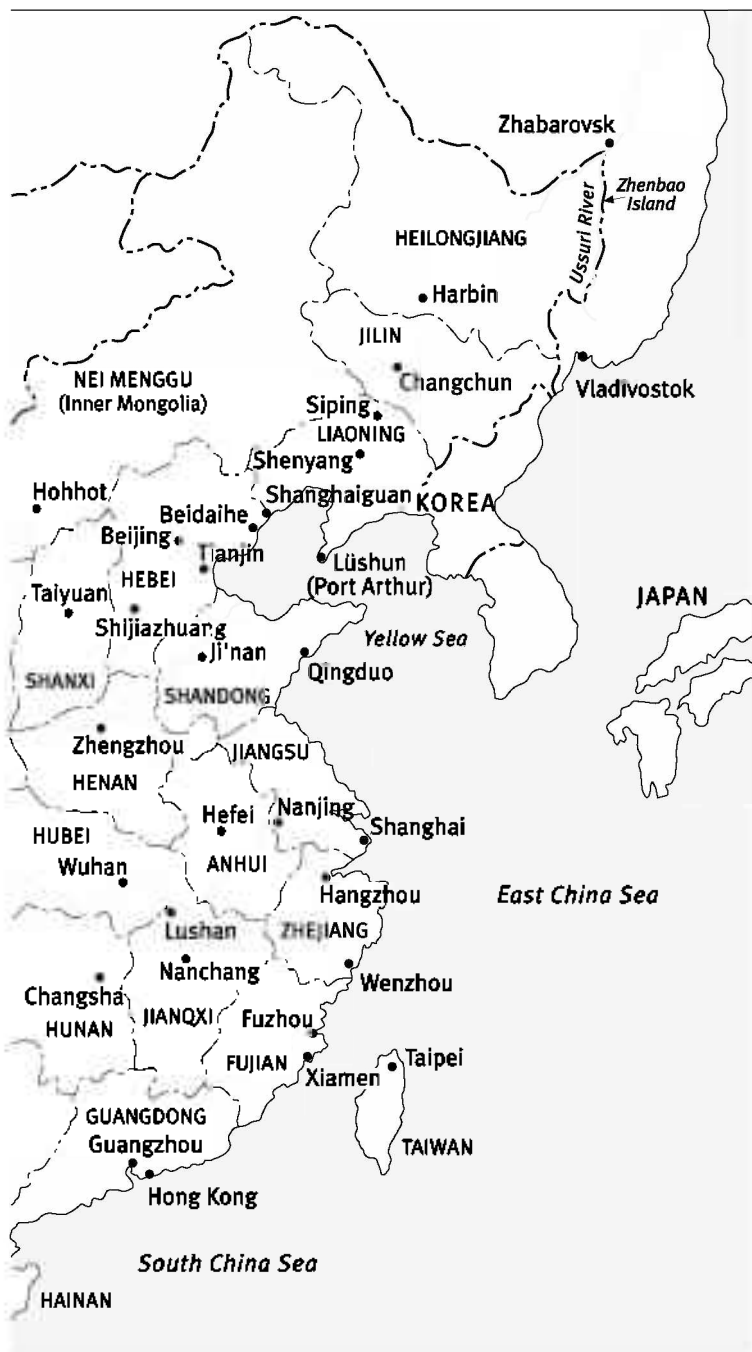 Zhabarovsk
Zhenbao
Island
Ussuri River
HEILONGJIANG
Harbin
JILIN
Changchun
Vladivostok
NEI MENGGU
(Inner Mongolia)
Siping
LIAONING
Shenyang
Hohhot
Shanghaiguan
KOREA
Beidaihe
Beijing
Tianjin
Lüshun
(Port Arthur)
HEBEI
Taiyuan
JAPAN
Shijiazhuang
Yellow Sea
Ji'nan
Qingduo
SHANXI
SHANDONG
Zhengzhou
JIANGSU
HENAN
Hefei
Nanjing
Shanghai
HUBEI
Wuhan
ANHUI
Hangzhou
East China Sea
Lushan
ZHEJIANG
Nanchang
Wenzhou
Changsha
HUNAN
JIANQXI
Fuzhou
FUJIAN
Xiamen
Taipei
GUANGDONG
Guangzhou
TAIWAN
Hong Kong
South China Sea
HAINAN